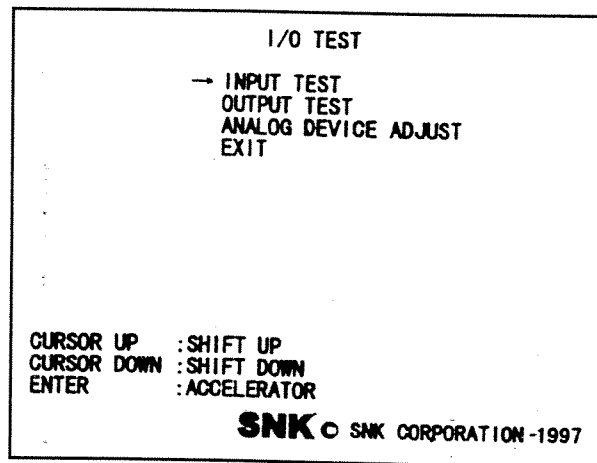 I/O TEST
→ INPUT TEST
OUTPUT TEST
ANALOG DEVICE ADJUST
EXIT
CURSOR UP :SHIFT UP
CURSOR DOWN :SHIFT DOWN
ENTER :ACCELERATOR
SNK © SNK CORPORATION-1997